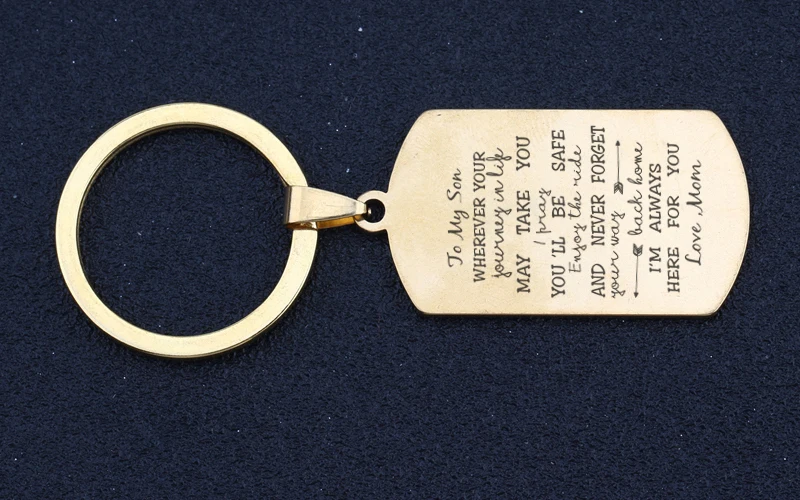 To My Son
WHEREVER YOUR
journey in life
MAY TAKE YOU
I pray
YOU'LL BE SAFE
Enjoy the ride
AND NEVER FORGET
your way
back home
I'M ALWAYS
HERE FOR YOU
Love Mom